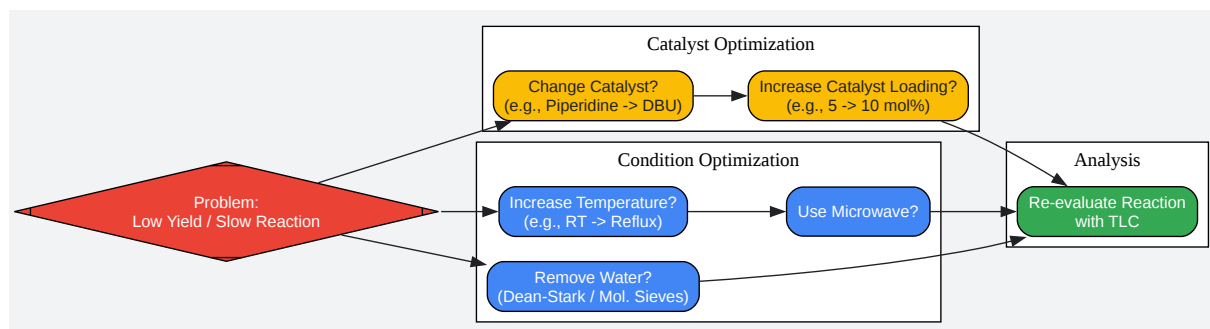 Catalyst Optimization
Change Catalyst?
(e.g., Piperidine -> DBU)
Increase Catalyst Loading?
(e.g., 5 -> 10 mol%)
Problem:
Low Yield / Slow Reaction
Condition Optimization
Increase Temperature?
(e.g., RT -> Reflux)
Use Microwave?
Remove Water?
(Dean-Stark / Mol. Sieves)
Analysis
Re-evaluate Reaction
with TLC